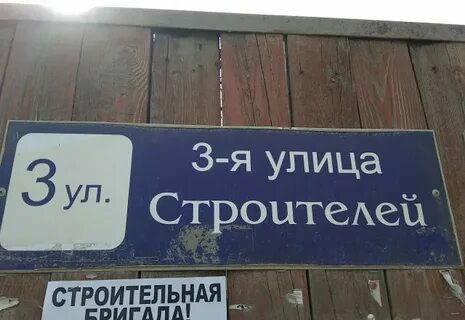 3 ул.
3-я улица
Строителей
СТРОИТЕЛЬНАЯ
БРИГАДА!